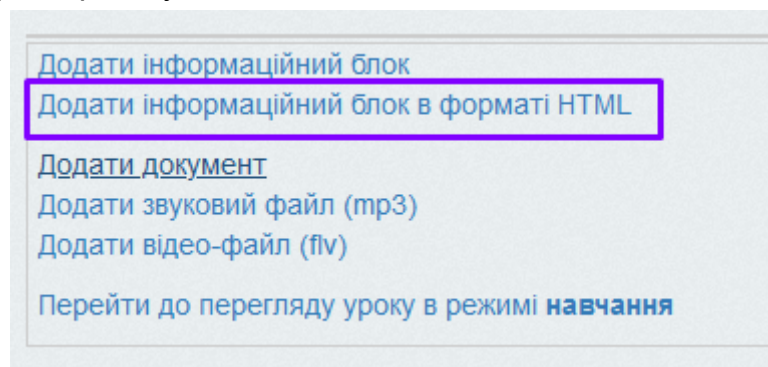 Додати інформаційний блок
Додати інформаційний блок в форматі HTML
Додати документ
Додати звуковий файл (mp3)
Додати відео-файл (flv)
Перейти до перегляду уроку в режимі навчання